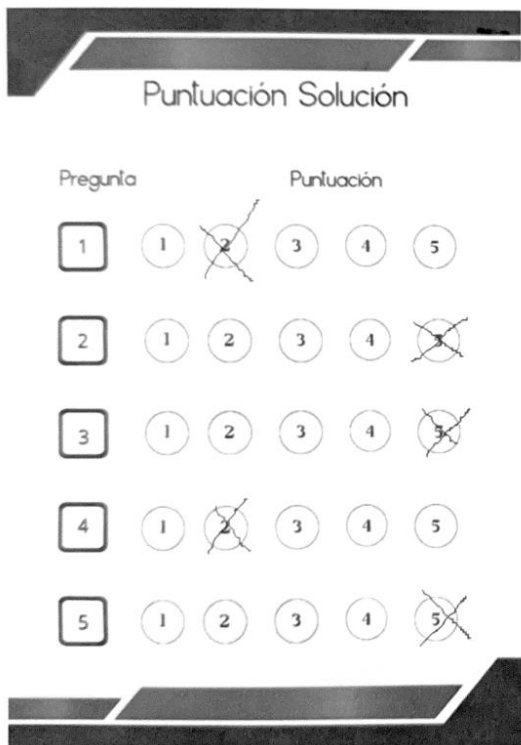 Puntuación Solución
Pregunta Puntuación
1 1 2 3 4 5
2 1 2 3 4 5
3 1 2 3 4 5
4 1 2 3 4 5
5 1 2 3 4 5